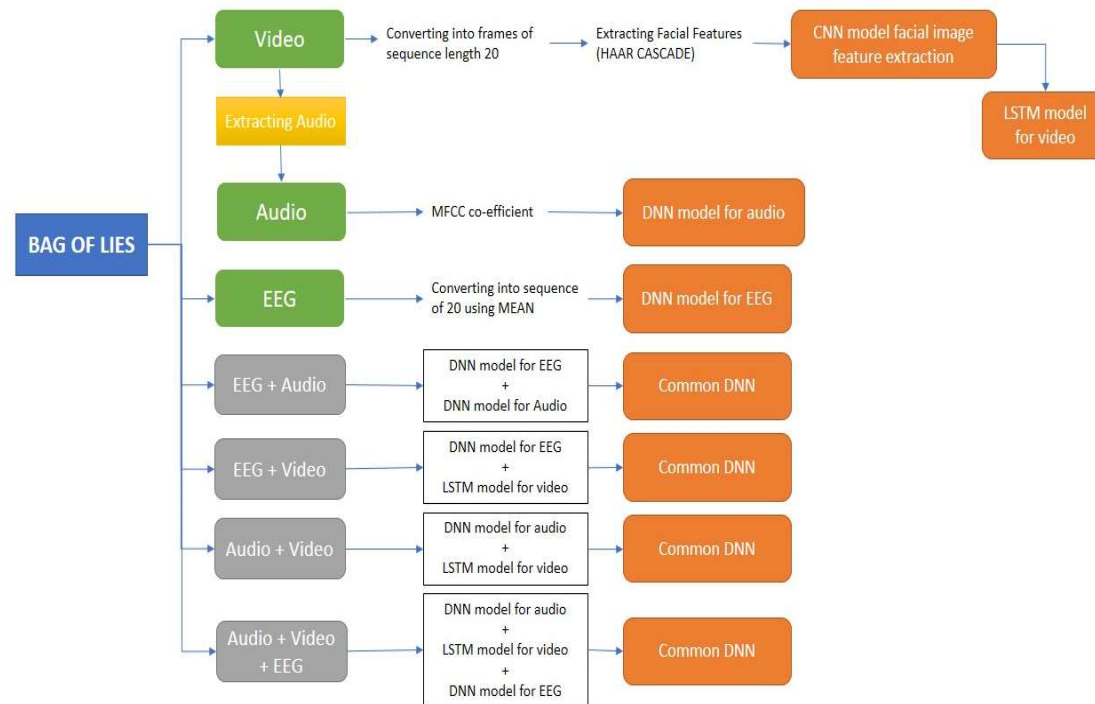 Video
Converting into frames of
sequence length 20
Extracting Facial Features
(HAAR CASCADE)
CNN model facial image
feature extraction
LSTM model
for video
Extracting Audio
Audio
MFCC co-efficient
DNN model for audio
BAG OF LIES
EEG
Converting into sequence
of 20 using MEAN
DNN model for EEG
EEG + Audio
DNN model for EEG
+
DNN model for Audio
Common DNN
EEG + Video
DNN model for EEG
+
LSTM model for video
Common DNN
Audio + Video
DNN model for audio
+
LSTM model for video
Common DNN
Audio + Video
+ EEG
DNN model for audio
+
LSTM model for video
+
DNN model for EEG
Common DNN